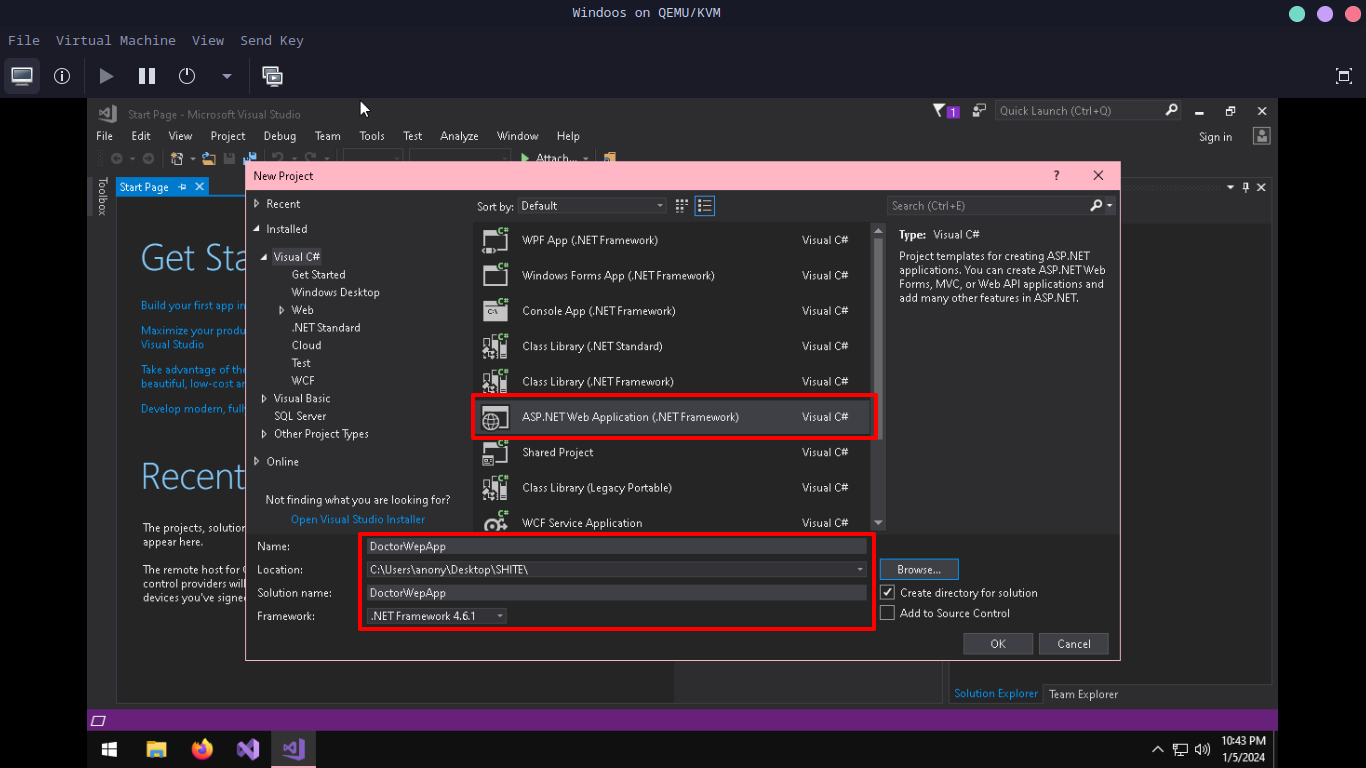 Windoos on QEMU/KVM
File Virtual Machine View Send Key
Start Page - Microsoft Visual Studio
1
Quick Launch (Ctrl+Q)
File Edit View Project Debug Team Tools Test Analyze Window Help
Sign in
Attach...
Toolbox
Start Page
New Project
?
Recent
Installed
Visual C#
Get Started
Windows Desktop
Web
.NET Standard
Cloud
Test
WCF
Visual Basic
SQL Server
Other Project Types
Online
Not finding what you are looking for?
Open Visual Studio Installer
Sort by: Default
WPF App (.NET Framework) Visual C#
Windows Forms App (.NET Framework) Visual C#
Console App (.NET Framework) Visual C#
Class Library (.NET Standard) Visual C#
Class Library (.NET Framework) Visual C#
ASP.NET Web Application (.NET Framework) Visual C#
Shared Project Visual C#
Class Library (Legacy Portable) Visual C#
WCF Service Application Visual C#
Search (Ctrl+E)
Type: Visual C#
Project templates for creating ASP.NET
applications. You can create ASP.NET Web
Forms, MVC, or Web API applications and
add many other features in ASP.NET.
Name: DoctorWepApp
Location: C:\Users\anony\Desktop\SHITE\
Browse...
Solution name: DoctorWepApp
Create directory for solution
Framework: .NET Framework 4.6.1
Add to Source Control
OK Cancel
Get Sta
Build your first app in
Maximize your produ
Visual Studio
Take advantage of the
beautiful, low-cost a
Develop modern, full
Recent
The projects, solution
appear here.
The remote host for
control providers will
devices you've signed
Solution Explorer Team Explorer
10:43 PM
1/5/2024